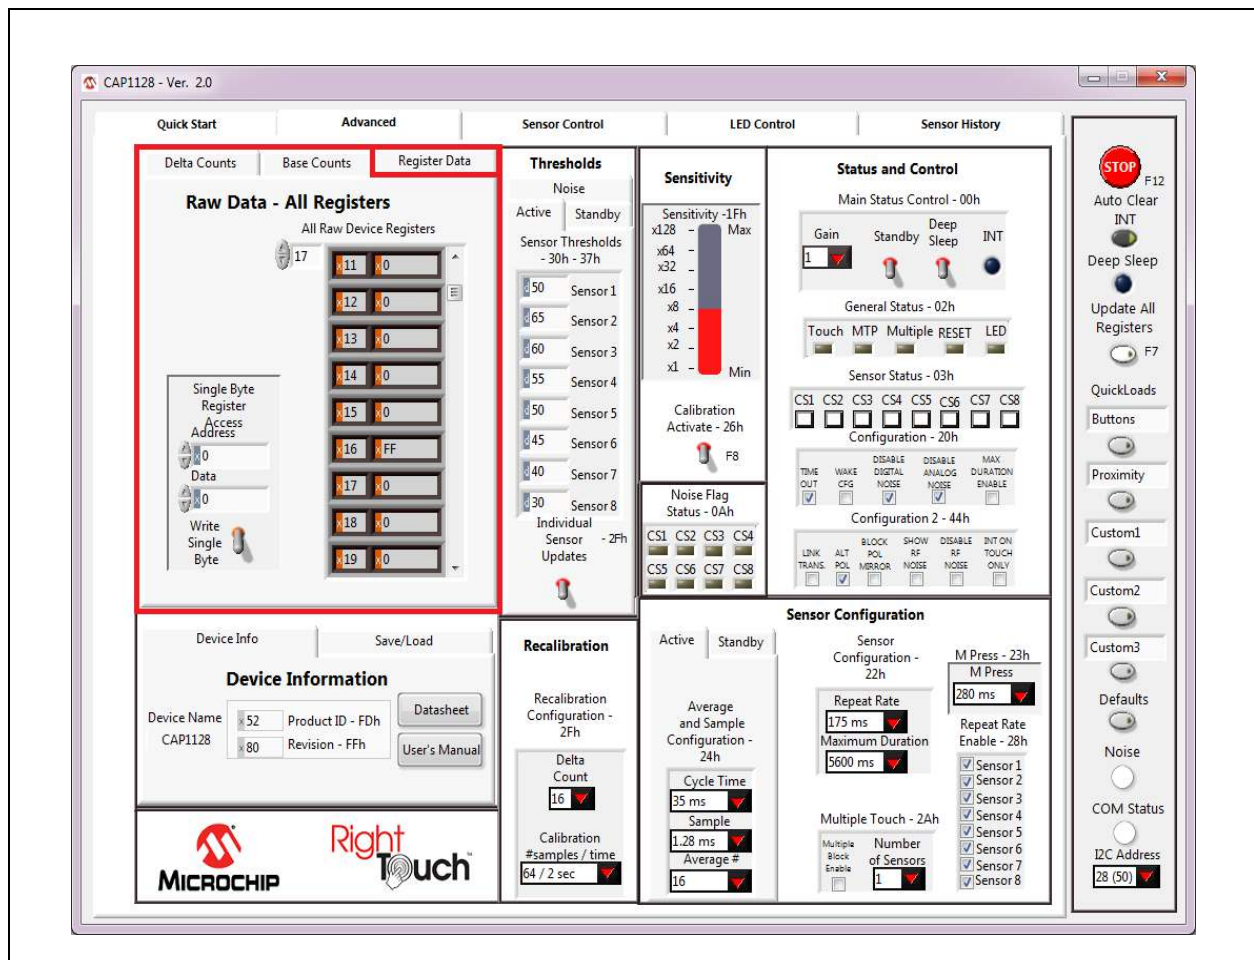 CAP1128 - Ver. 2.0
Quick Start
Advanced
Sensor Control
LED Control
Sensor History
Delta Counts
Base Counts
Register Data
Raw Data - All Registers
All Raw Device Registers
17
x 11 x 0
x 12 x 0
x 13 x 0
x 14 x 0
x 15 x 0
x 16 x FF
x 17 x 0
x 18 x 0
x 19 x 0
Single Byte
Register
Access
Address
x 0
Data
x 0
Write
Single
Byte
Thresholds
Noise
Active
Standby
Sensor Thresholds
- 30h - 37h
d 50 Sensor 1
d 65 Sensor 2
d 60 Sensor 3
d 55 Sensor 4
d 50 Sensor 5
d 45 Sensor 6
d 40 Sensor 7
d 30 Sensor 8
Individual
Sensor - 2Fh
Updates
Sensitivity
Sensitivity -1Fh
x128 Max
x64
x32
x16
x8
x4
x2
x1 Min
Calibration
Activate - 26h
F8
Noise Flag
Status - 0Ah
CS1 CS2 CS3 CS4
CS5 CS6 CS7 CS8
Status and Control
Main Status Control - 00h
Gain
1
Standby
Deep
Sleep
INT
General Status - 02h
Touch MTP Multiple RESET LED
Sensor Status - 03h
CS1 CS2 CS3 CS4 CS5 CS6 CS7 CS8
Configuration - 20h
TIME
OUT
WAKE
CFG
DISABLE
DIGITAL
NOISE
DISABLE
ANALOG
NOISE
MAX
DURATION
ENABLE
Configuration 2 - 44h
LINK
TRANS.
ALT
POL
BLOCK
POL
MIRROR
SHOW
RF
NOISE
DISABLE
RF
NOISE
INT ON
TOUCH
ONLY
Device Info
Save/Load
Device Information
Device Name
CAP1128
x 52 Product ID - FDh
x 80 Revision - FFh
Datasheet
User's Manual
MICROCHIP
Right
Touch
Recalibration
Recalibration
Configuration -
2Fh
Delta
Count
16
Calibration
#samples / time
64 / 2 sec
Sensor Configuration
Active
Standby
Average
and Sample
Configuration -
24h
Cycle Time
35 ms
Sample
1.28 ms
Average #
16
Sensor
Configuration -
22h
Repeat Rate
175 ms
Maximum Duration
5600 ms
Multiple Touch - 2Ah
Multiple
Block
Enable
Number
of Sensors
1
M Press - 23h
M Press
280 ms
Repeat Rate
Enable - 28h
Sensor 1
Sensor 2
Sensor 3
Sensor 4
Sensor 5
Sensor 6
Sensor 7
Sensor 8
STOP
F12
Auto Clear
INT
Deep Sleep
Update All
Registers
F7
QuickLoads
Buttons
Proximity
Custom1
Custom2
Custom3
Defaults
Noise
COM Status
I2C Address
28 (50)